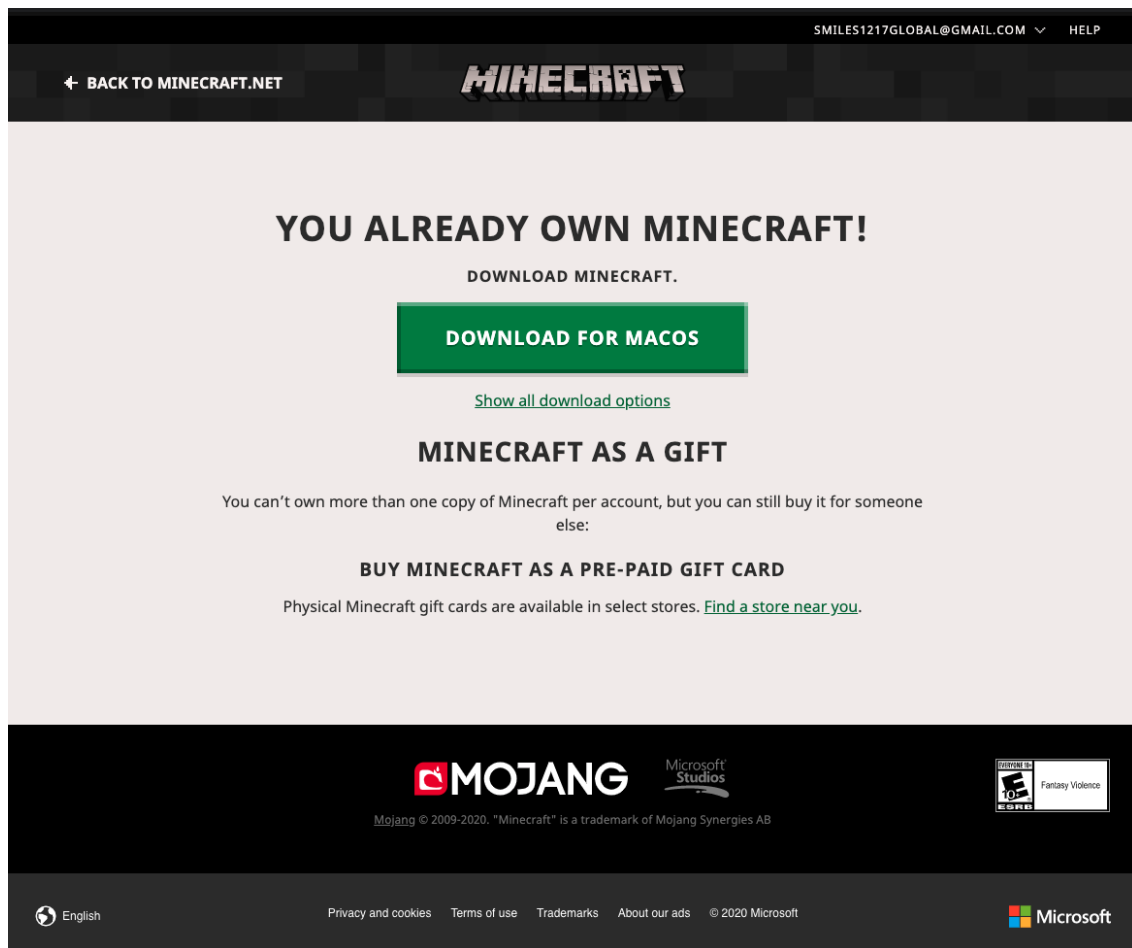 SMILES1217GLOBAL@GMAIL.COM HELP
BACK TO MINECRAFT.NET
MINECRAFT
YOU ALREADY OWN MINECRAFT!
DOWNLOAD MINECRAFT.
DOWNLOAD FOR MACOS
Show all download options
MINECRAFT AS A GIFT
You can’t own more than one copy of Minecraft per account, but you can still buy it for someone
else:
BUY MINECRAFT AS A PRE-PAID GIFT CARD
Physical Minecraft gift cards are available in select stores. Find a store near you.
MOJANG
Microsoft
Studios
EVERYONE 10+
E
10+
ESRB
Fantasy Violence
Mojang © 2009-2020. "Minecraft" is a trademark of Mojang Synergies AB
English
Privacy and cookies Terms of use Trademarks About our ads © 2020 Microsoft
Microsoft